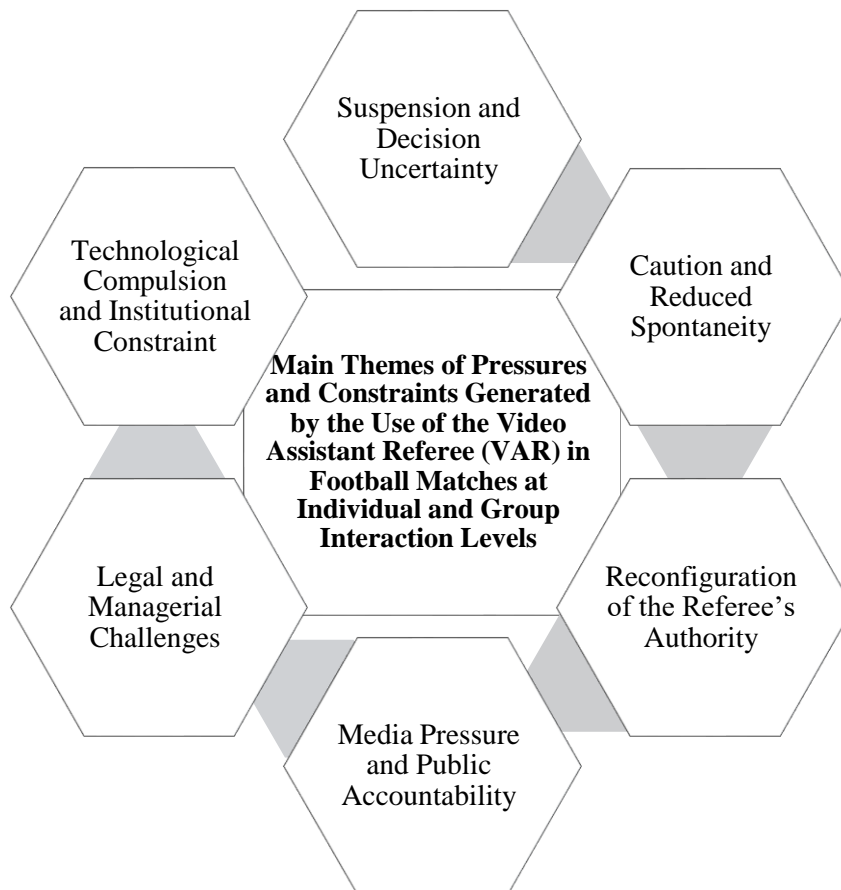 Suspension and
Decision
Uncertainty
Technological
Compulsion
and Institutional
Constraint
Caution and
Reduced
Spontaneity
Main Themes of Pressures
and Constraints Generated
by the Use of the Video
Assistant Referee (VAR) in
Football Matches at
Individual and Group
Interaction Levels
Legal and
Managerial
Challenges
Reconfiguration
of the Referee’s
Authority
Media Pressure
and Public
Accountability